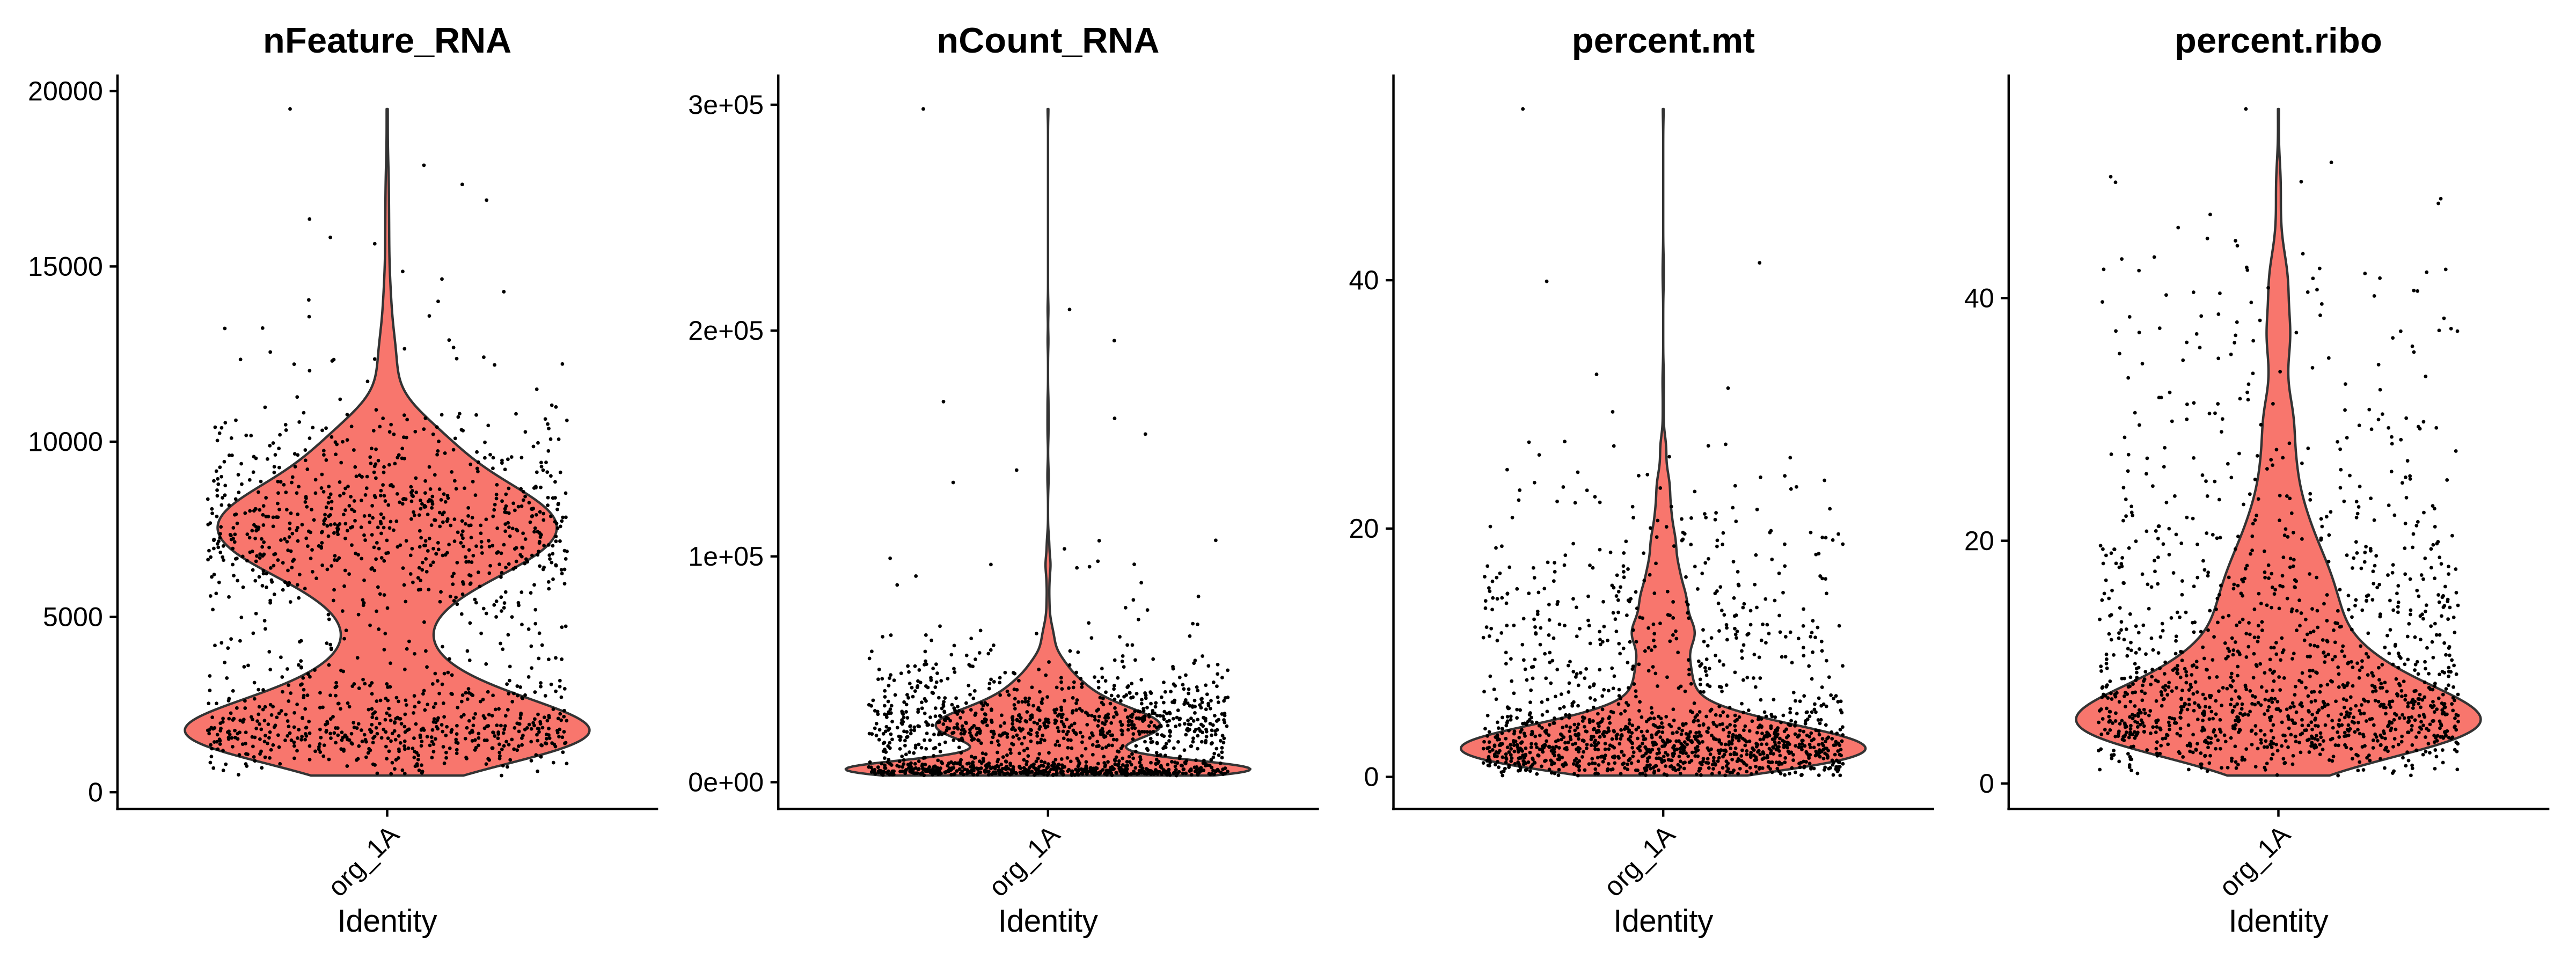 nFeature_RNA
20000
15000
10000
5000
0
org_1A
Identity
nCount_RNA
3e+05
2e+05
1e+05
0e+00
org_1A
Identity
percent.mt
40
20
0
org_1A
Identity
percent.ribo
40
20
0
org_1A
Identity